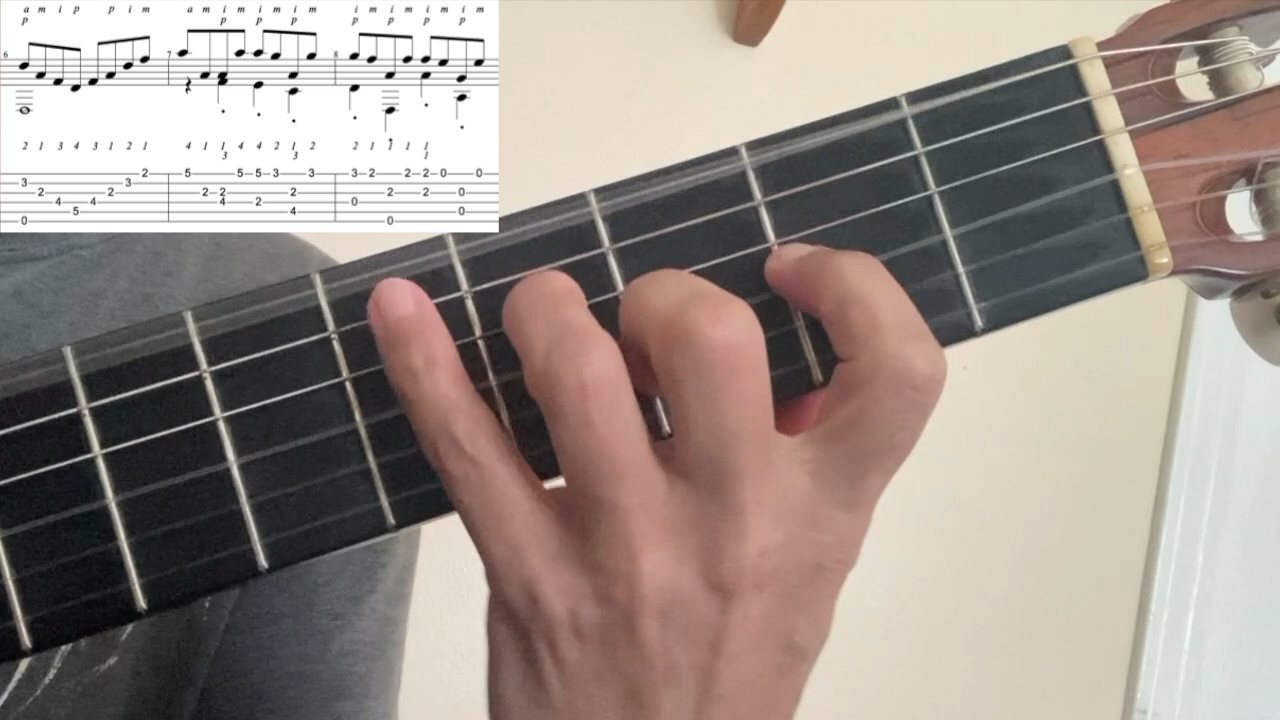 a m i p p i m a m i m i m i m i m i m i m i m
p p p p p p p p
6 7 8
2 1 3 4 3 1 2 1 4 1 1 4 4 2 1 2 2 1 1 1 1
3 3 1
2 5 5 5 3 3 3 2 2 2 0 0
3
2 2 2 2 2 2 2 0
4 4 4 2 0
5 4 0
0 0